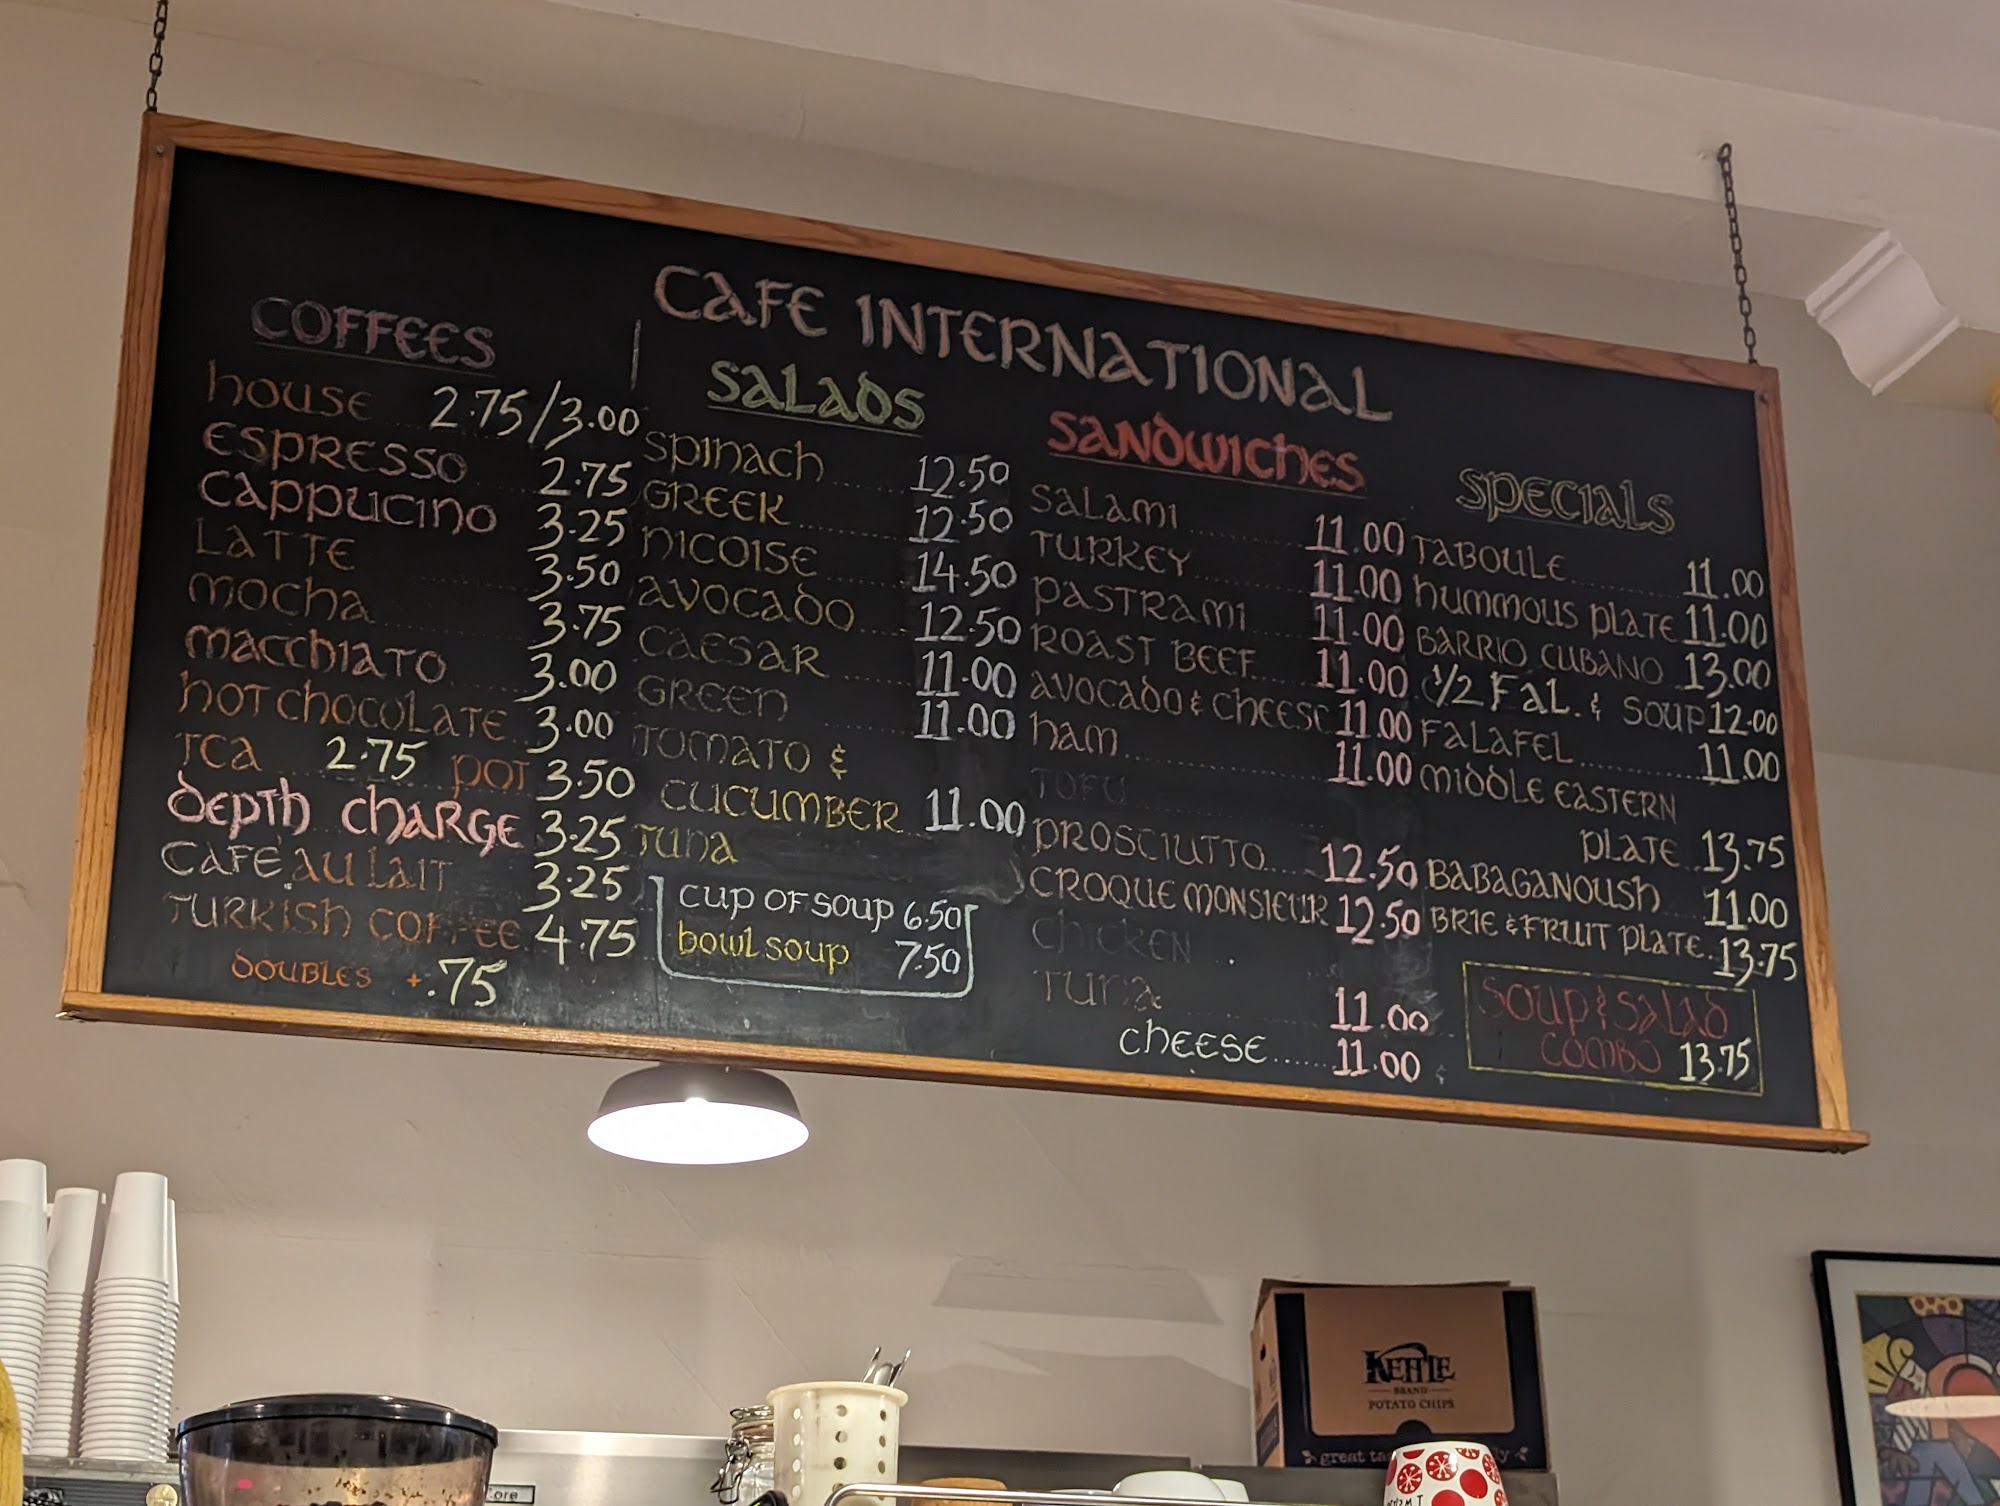 CAFE INTERNATIONAL
COFFEES
HOUSE 2.75/3.00
ESPRESSO 2.75
CAPPUCINO 3.25
LATTE 3.50
MOCHA 3.75
MACCHIATO 3.00
HOT CHOCOLATE 3.00
TEA 2.75 POT 3.50
DEPTH CHARGE 3.25
CAFE AU LAIT 3.25
TURKISH COFFEE 4.75
DOUBLES +.75
SALADS
SPINACH 12.50
GREEK 12.50
NICOISE 14.50
AVOCADO 12.50
CAESAR 11.00
GREEN 11.00
TOMATO &
CUCUMBER 11.00
TUNA
CUP OF SOUP 6.50
BOWL SOUP 7.50
SANDWICHES
SALAMI 11.00
TURKEY 11.00
PASTRAMI 11.00
ROAST BEEF 11.00
AVOCADO & CHEESE 11.00
HAM 11.00
TOFU
PROSCIUTTO 12.50
CROQUE MONSIEUR 12.50
CHICKEN
TUNA 11.00
CHEESE 11.00
SPECIALS
TABOULE 11.00
HUMMOUS PLATE 11.00
BARRIO CUBANO 13.00
1/2 FAL. & SOUP 12.00
FALAFEL 11.00
MIDDLE EASTERN
PLATE 13.75
BABAGANOUSH 11.00
BRIE & FRUIT PLATE 13.75
SOUP & SALAD
COMBO 13.75
KETTLE
BRAND
POTATO CHIPS
great